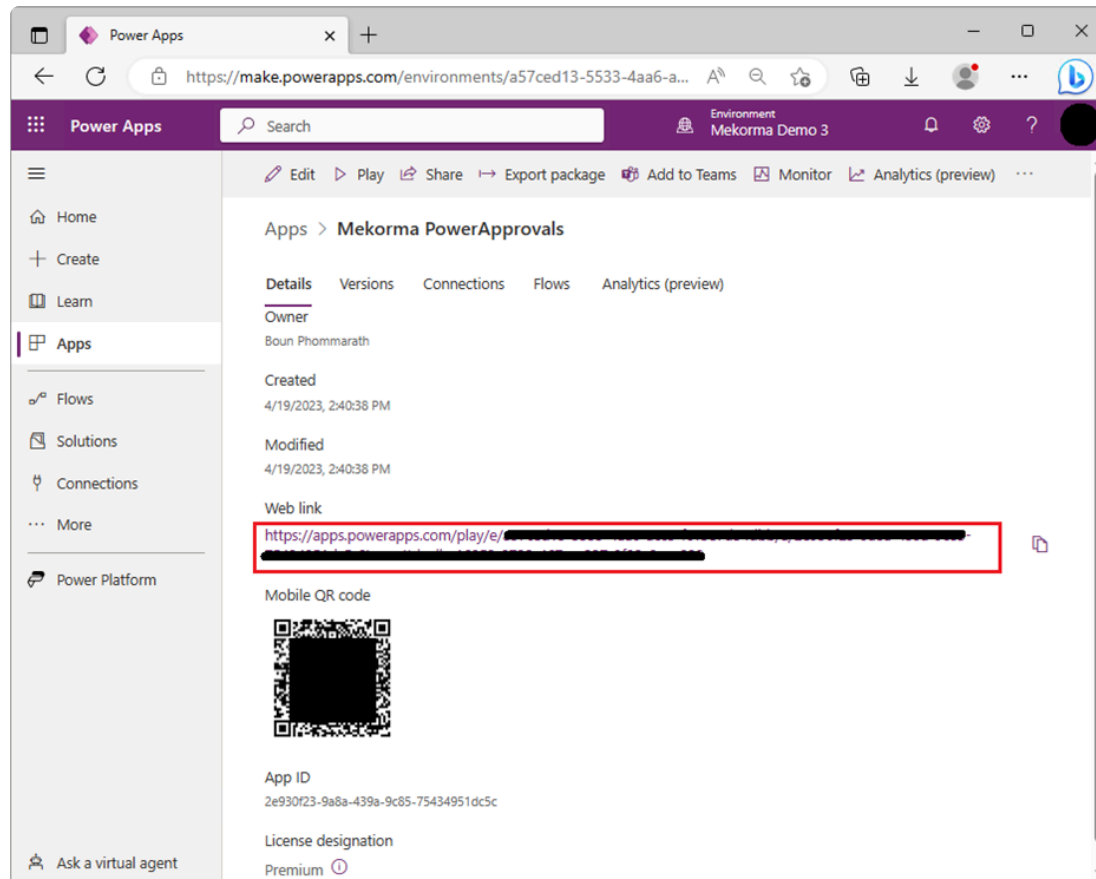 Power Apps
https://make.powerapps.com/environments/a57ced13-5533-4aa6-a...
Power Apps
Search
Environment
Mekorma Demo 3
Edit Play Share Export package Add to Teams Monitor Analytics (preview) ...
Home
Create
Learn
Apps
Flows
Solutions
Connections
More
Power Platform
Ask a virtual agent
Apps > Mekorma PowerApprovals
Details Versions Connections Flows Analytics (preview)
Owner
Boun Phommarath
Created
4/19/2023, 2:40:38 PM
Modified
4/19/2023, 2:40:38 PM
Web link
https://apps.powerapps.com/play/e/
Mobile QR code
App ID
2e930f23-9a8a-439a-9c85-75434951dc5c
License designation
Premium